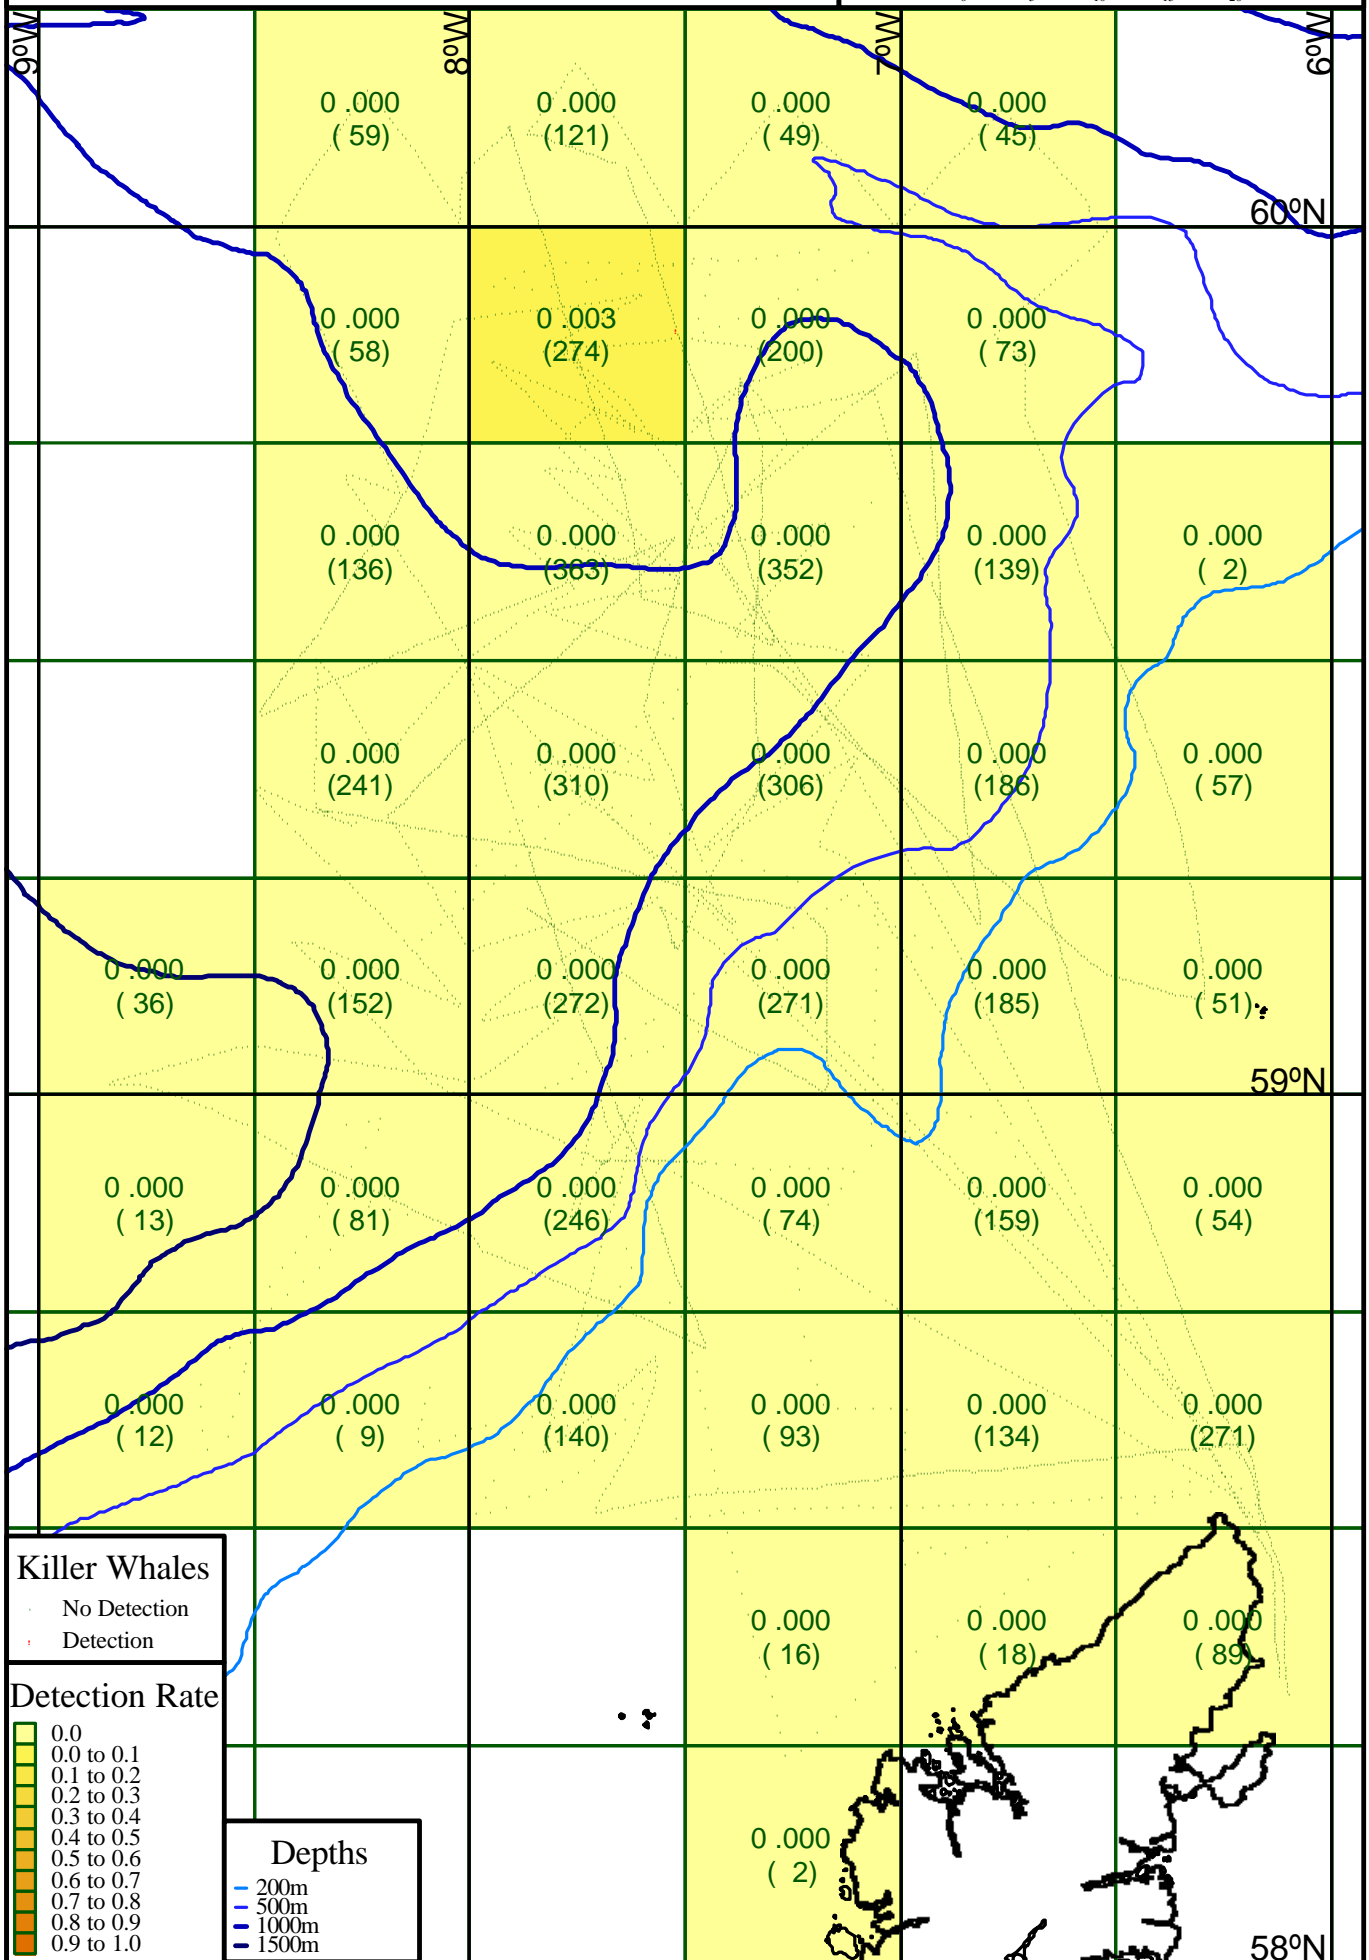 9ºW 8ºW 7ºW 6ºW
0 .000 0 .000 0 .000 0 .000
( 59) (121) ( 49) ( 45)
60ºN
0 .000 0 .003 0 .000 0 .000
( 58) (274) (200) ( 73)
0 .000 0 .000 0 .000 0 .000 0 .000
(136) (363) (352) (139) ( 2)
0 .000 0 .000 0 .000 0 .000 0 .000
(241) (310) (306) (186) ( 57)
0 .000 0 .000 0 .000 0 .000 0 .000 0 .000
( 36) (152) (272) (271) (185) ( 51)
59ºN
0 .000 0 .000 0 .000 0 .000 0 .000 0 .000
( 13) ( 81) (246) ( 74) (159) ( 54)
0 .000 0 .000 0 .000 0 .000 0 .000 0 .000
( 12) ( 9) (140) ( 93) (134) (271)
0 .000 0 .000 0 .000
( 16) ( 18) ( 89)
0 .000
( 2)
58ºN
Killer Whales
No Detection
Detection
Detection Rate
0.0
0.0 to 0.1
0.1 to 0.2
0.2 to 0.3
0.3 to 0.4
0.4 to 0.5
0.5 to 0.6
0.6 to 0.7
0.7 to 0.8
0.8 to 0.9
0.9 to 1.0
Depths
200m
500m
1000m
1500m